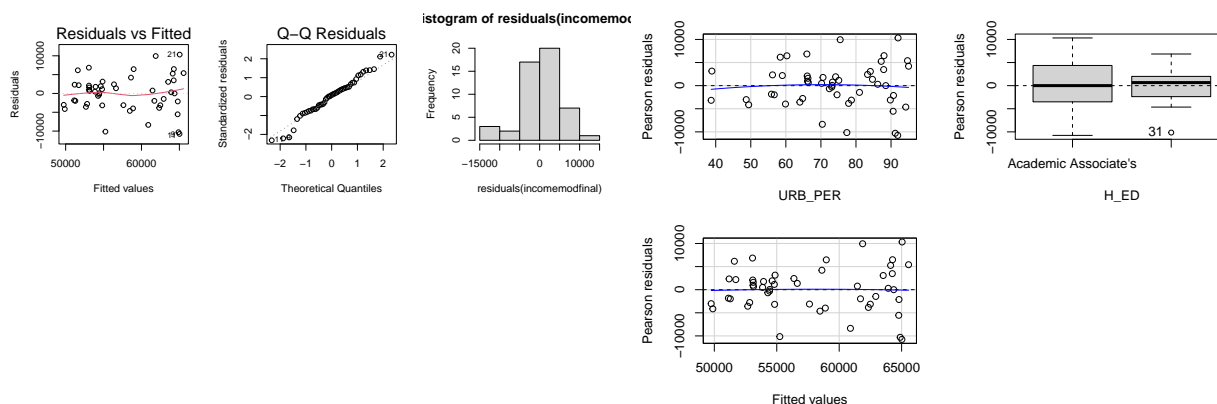 Residuals vs Fitted
Residuals
10000
0
-10000
21
50000 60000
Fitted values
Q−Q Residuals
Standardized residuals
2
1
0
-1
-2
21
-2 -1 0 1 2
Theoretical Quantiles
istogram of residuals(incomemod
Frequency
20
15
10
5
0
-15000 0 10000
residuals(incomemodfinal)
Pearson residuals
10000
0
-10000
40 50 60 70 80 90
URB_PER
Pearson residuals
10000
0
-10000
31
Academic Associate's
H_ED
Pearson residuals
10000
0
-10000
50000 55000 60000 65000
Fitted values